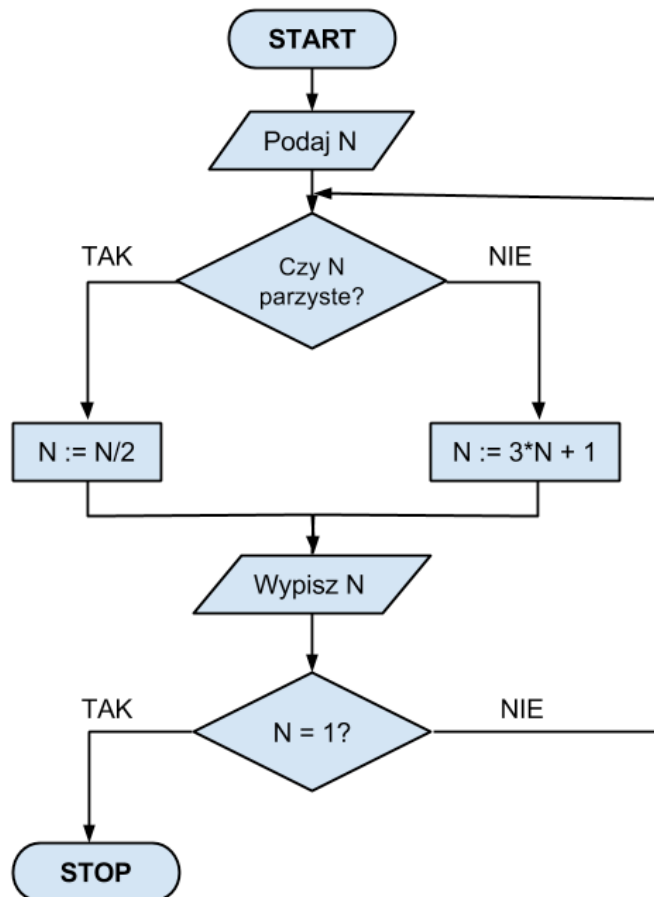 START
Podaj N
TAK
NIE
Czy N
parzyste?
N := N/2
N := 3*N + 1
Wypisz N
TAK
NIE
N = 1?
STOP